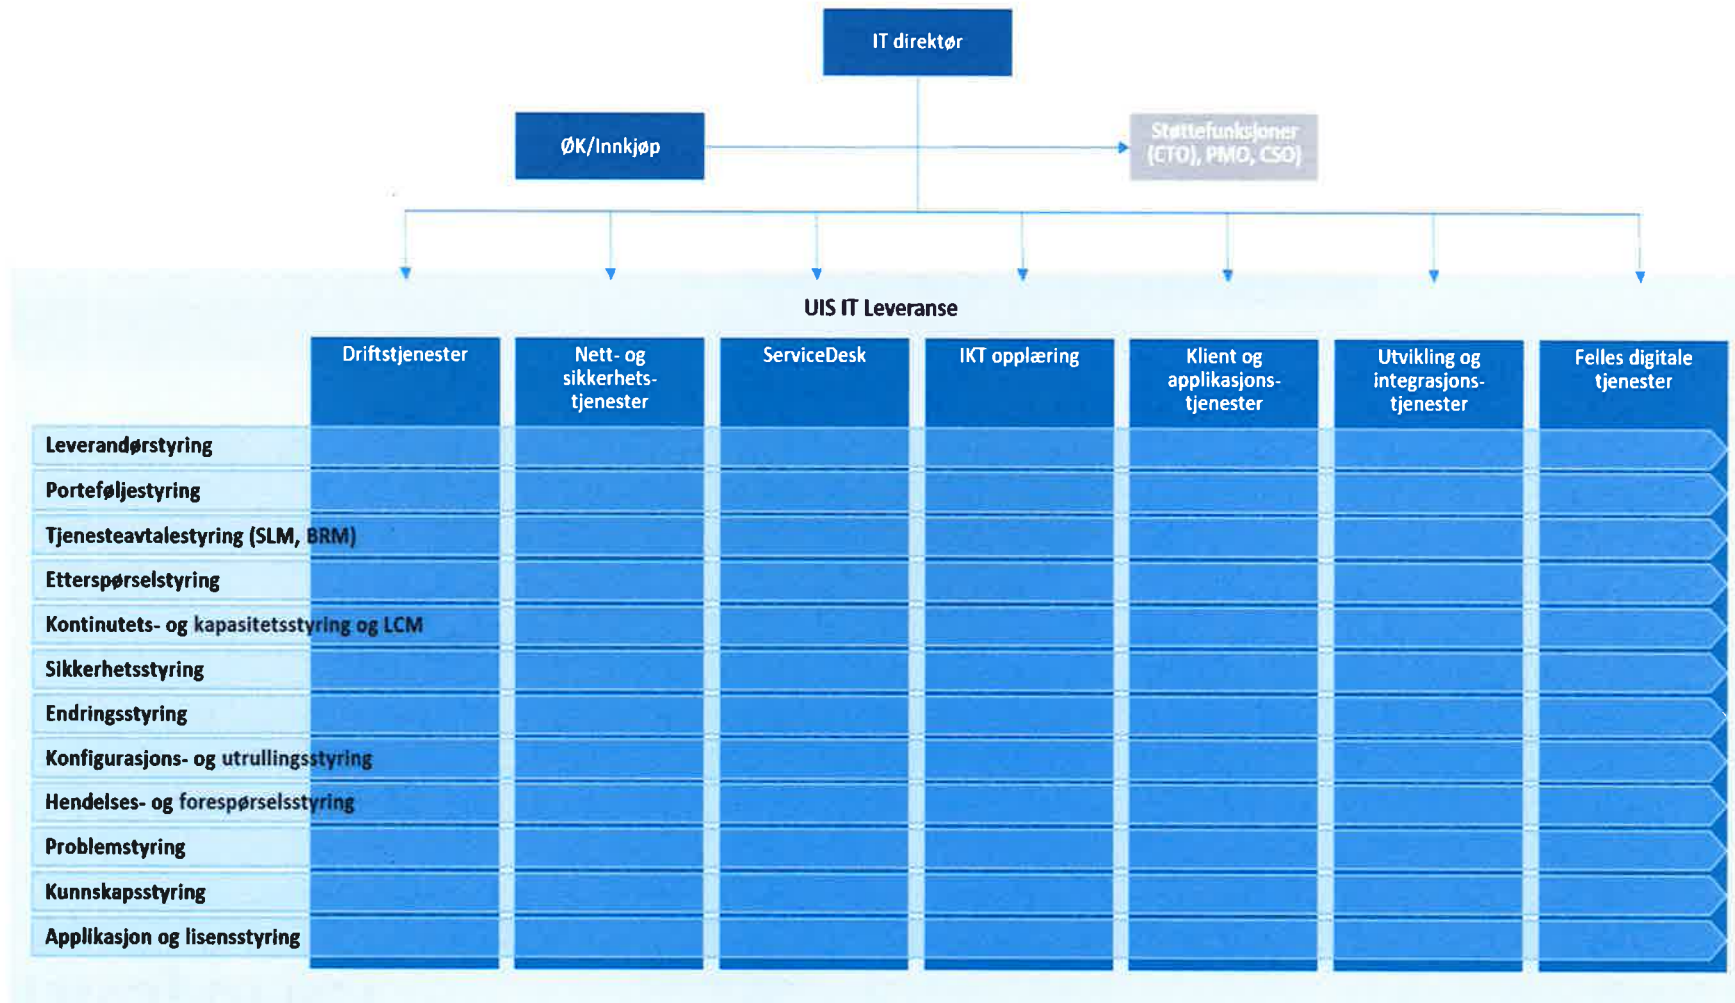 IT direktør
ØK/Innkjøp
Støttefunksjoner
(CTO), PMO, CSO)
UIS IT Leveranse
Driftstjenester
Nett- og
sikkerhets-
tjenester
ServiceDesk
IKT opplæring
Klient og
applikasjons-
tjenester
Utvikling og
integrasjons-
tjenester
Felles digitale
tjenester
Leverandørstyring
Porteføljestyring
Tjenesteavtalestyring (SLM, BRM)
Etterspørselstyring
Kontinutets- og kapasitetsstyring og LCM
Sikkerhetsstyring
Endringsstyring
Konfigurasjons- og utrullingsstyring
Hendelses- og forespørselsstyring
Problemstyring
Kunnskapsstyring
Applikasjon og lisensstyring